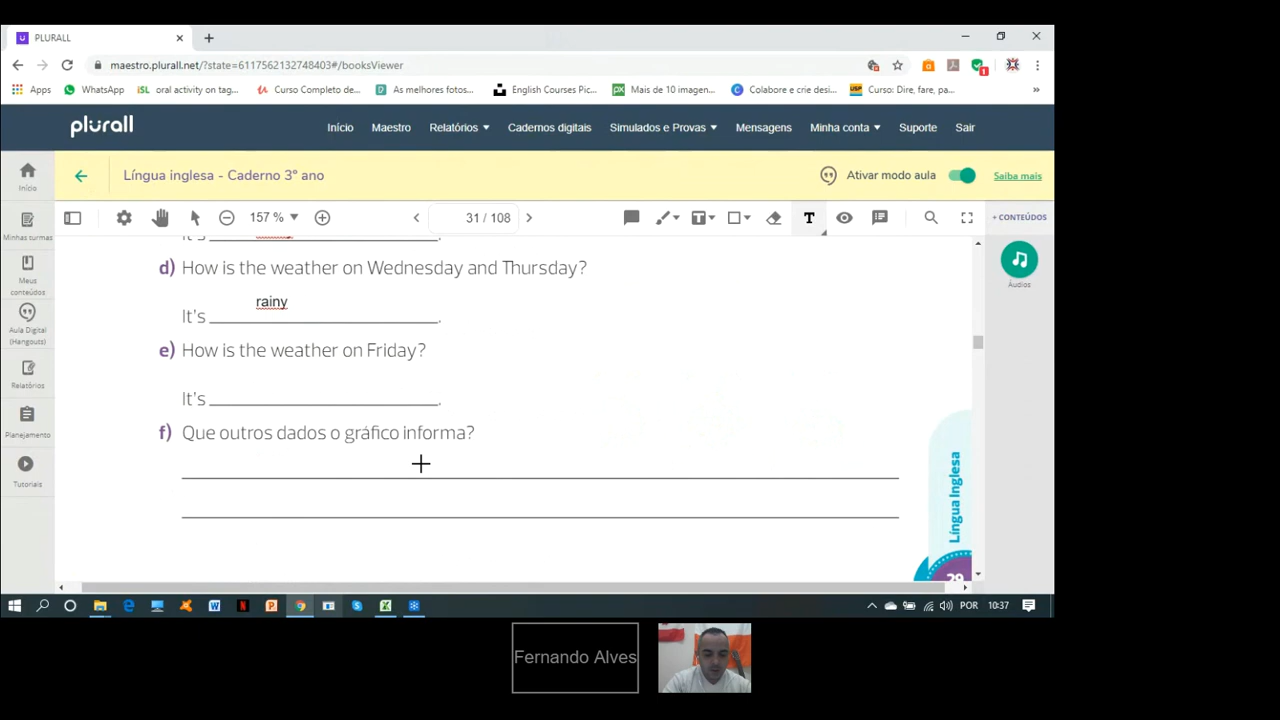 PLURALL
maestro.plurall.net/?state=6117562132748403#/booksViewer
Apps WhatsApp oral activity on tag... Curso Completo de... As melhores fotos... English Courses Pic... Mais de 10 imagen... Colabore e crie desi... Curso: Dire, fare, pa... »
plurall Início Maestro Relatórios Cadernos digitais Simulados e Provas Mensagens Minha conta Suporte Sair
Língua inglesa - Caderno 3º ano Ativar modo aula Saiba mais
157 % 31 / 108 T + CONTEÚDOS
Início
Minhas turmas
Meus conteúdos
Aula Digital (Hangouts)
Relatórios
Planejamento
Tutoriais
It's .
d) How is the weather on Wednesday and Thursday?
rainy
It's .
e) How is the weather on Friday?
It's .
f) Que outros dados o gráfico informa?
Áudios
Língua Inglesa
29
POR 10:37
Fernando Alves